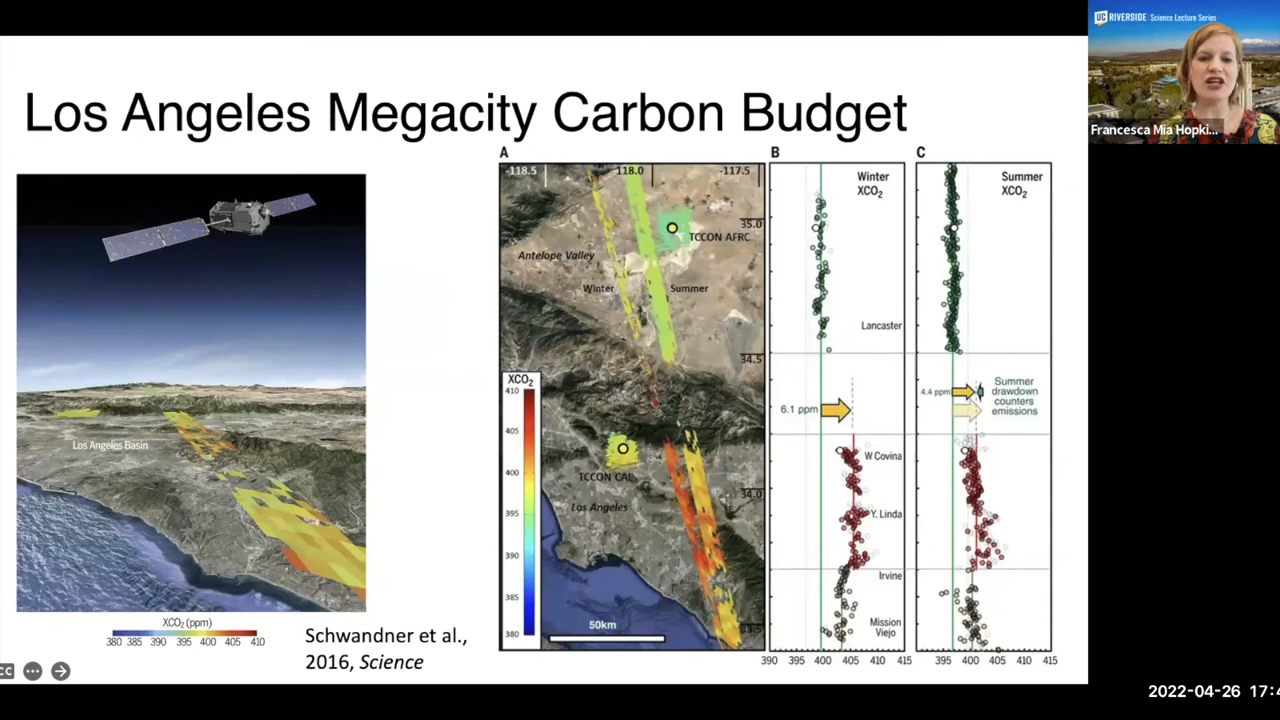 UC RIVERSIDE Science Lecture Series
Francesca Mia Hopki...
Los Angeles Megacity Carbon Budget
Los Angeles Basin
XCO₂ (ppm)
380 385 390 395 400 405 410
Schwandner et al.,
2016, Science
A
-118.5 118.0 -117.5
35.0
TCCON AFRC
Antelope Valley
Winter
Summer
34.5
XCO₂
410
405
400
395
390
385
380
TCCON CAL
34.0
Los Angeles
50km
B
Winter
XCO₂
Lancaster
6.1 ppm
W Covina
Y. Linda
Irvine
Mission
Viejo
390 395 400 405 410 415
C
Summer
XCO₂
4.4 ppm
Summer
drawdown
counters
emissions
395 400 405 410 415
CC
2022-04-26 17:4